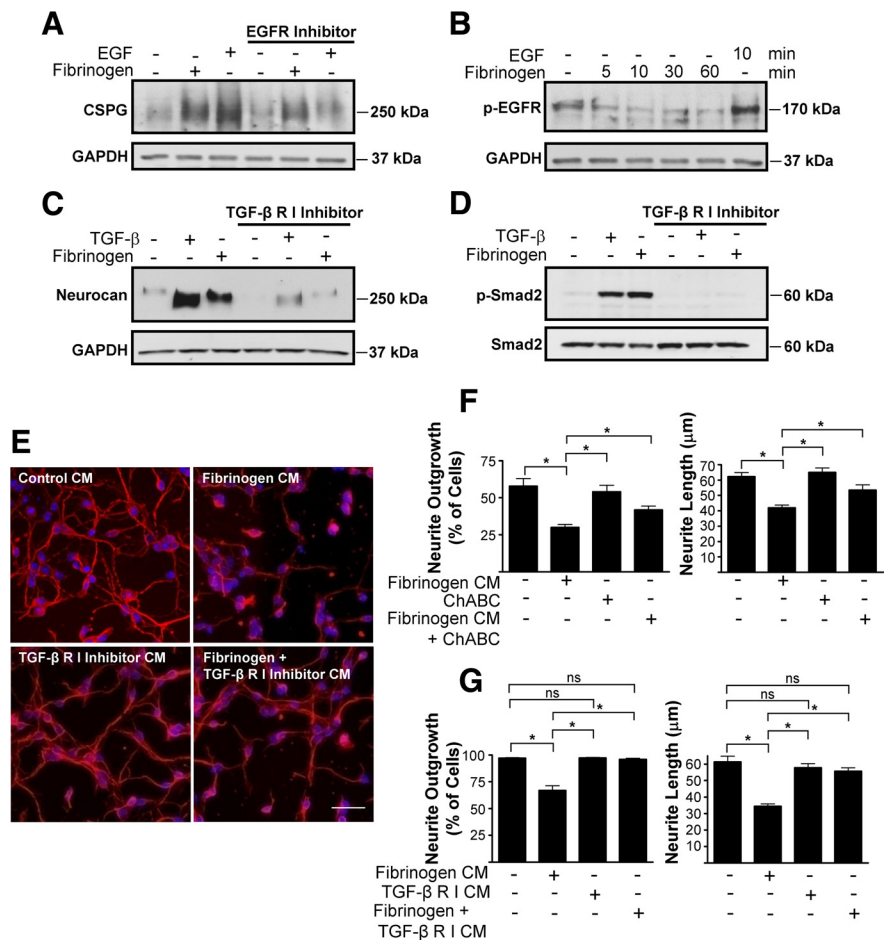 A
EGFR Inhibitor
EGF - - + - - +
Fibrinogen - + - - + -
CSPG
250 kDa
GAPDH
37 kDa
B
EGF - - - - - 10 min
Fibrinogen - 5 10 30 60 - min
p-EGFR
170 kDa
GAPDH
37 kDa
C
TGF-β R I Inhibitor
TGF-β - + - - + -
Fibrinogen - - + - - +
Neurocan
250 kDa
GAPDH
37 kDa
D
TGF-β R I Inhibitor
TGF-β - + - - + -
Fibrinogen - - + - - +
p-Smad2
60 kDa
Smad2
60 kDa
E
Control CM
Fibrinogen CM
TGF-β R I Inhibitor CM
Fibrinogen +
TGF-β R I Inhibitor CM
F
Neurite Outgrowth
(% of Cells)
75
50
25
* * *
Neurite Length (μm)
70
60
50
40
30
20
10
* * *
Fibrinogen CM - + - - - + - -
ChABC - - + - - - + -
Fibrinogen CM - - - + - - - +
+ ChABC
G
Neurite Outgrowth
(% of Cells)
100
75
50
25
ns
ns
*
* *
Neurite Length (μm)
60
50
40
30
20
10
ns
ns
*
* *
Fibrinogen CM - + - - - + - -
TGF-β R I CM - - + - - - + -
Fibrinogen + - - - + - - - +
TGF-β R I CM